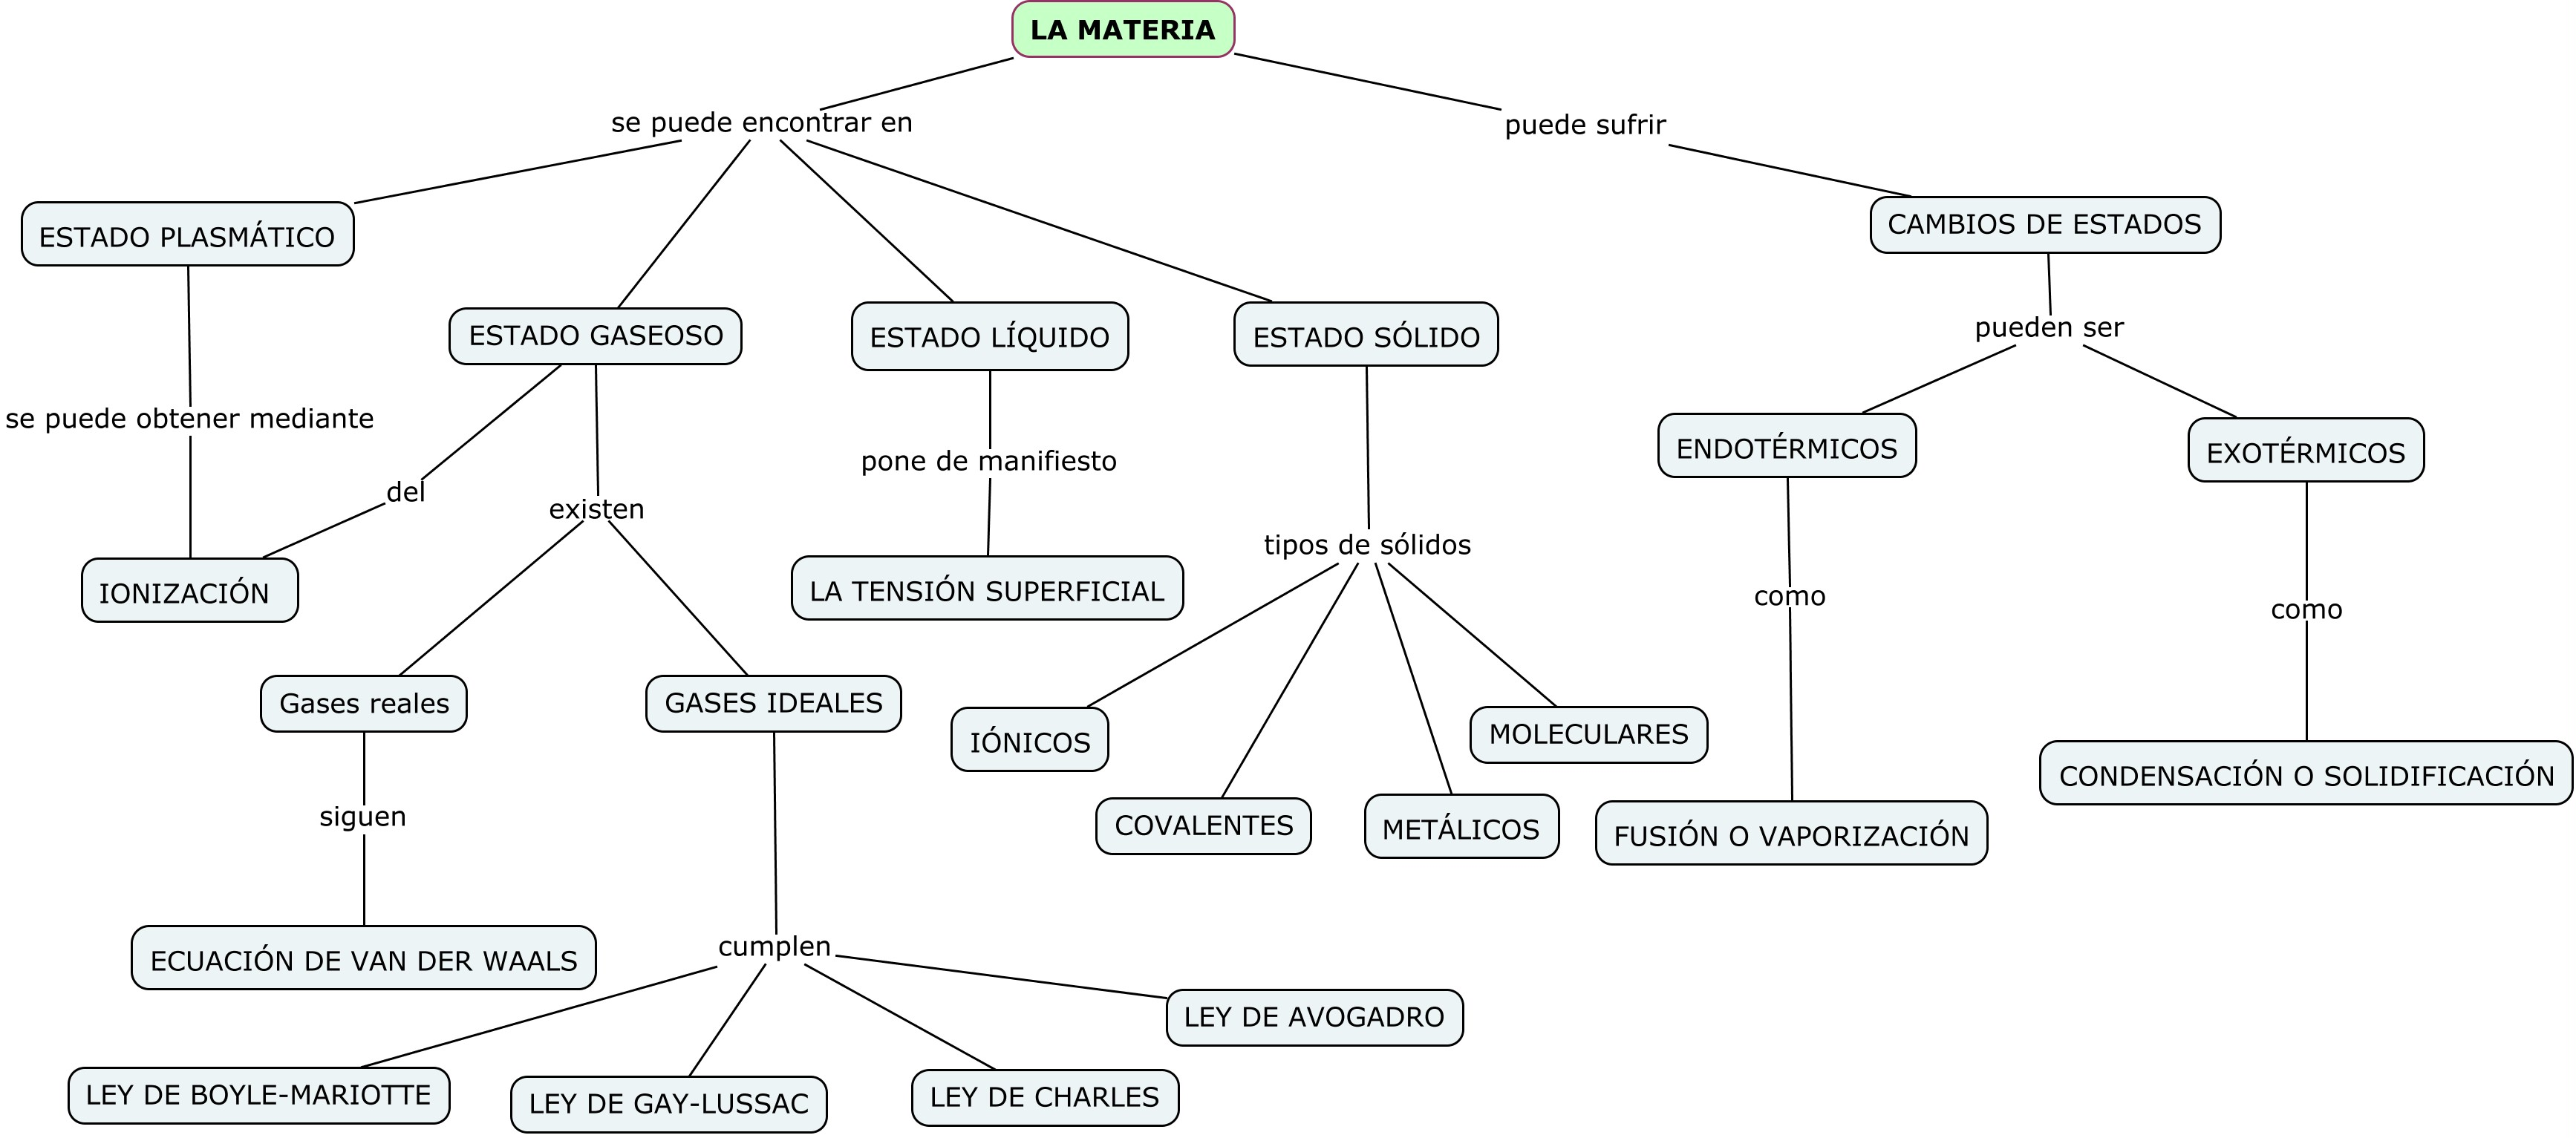 LA MATERIA
se puede encontrar en
puede sufrir
ESTADO PLASMÁTICO
CAMBIOS DE ESTADOS
ESTADO GASEOSO
ESTADO LÍQUIDO
ESTADO SÓLIDO
pueden ser
se puede obtener mediante
ENDOTÉRMICOS
EXOTÉRMICOS
pone de manifiesto
del
existen
tipos de sólidos
IONIZACIÓN
LA TENSIÓN SUPERFICIAL
como
como
Gases reales
GASES IDEALES
IÓNICOS
MOLECULARES
CONDENSACIÓN O SOLIDIFICACIÓN
siguen
COVALENTES
METÁLICOS
FUSIÓN O VAPORIZACIÓN
cumplen
ECUACIÓN DE VAN DER WAALS
LEY DE AVOGADRO
LEY DE BOYLE-MARIOTTE
LEY DE GAY-LUSSAC
LEY DE CHARLES